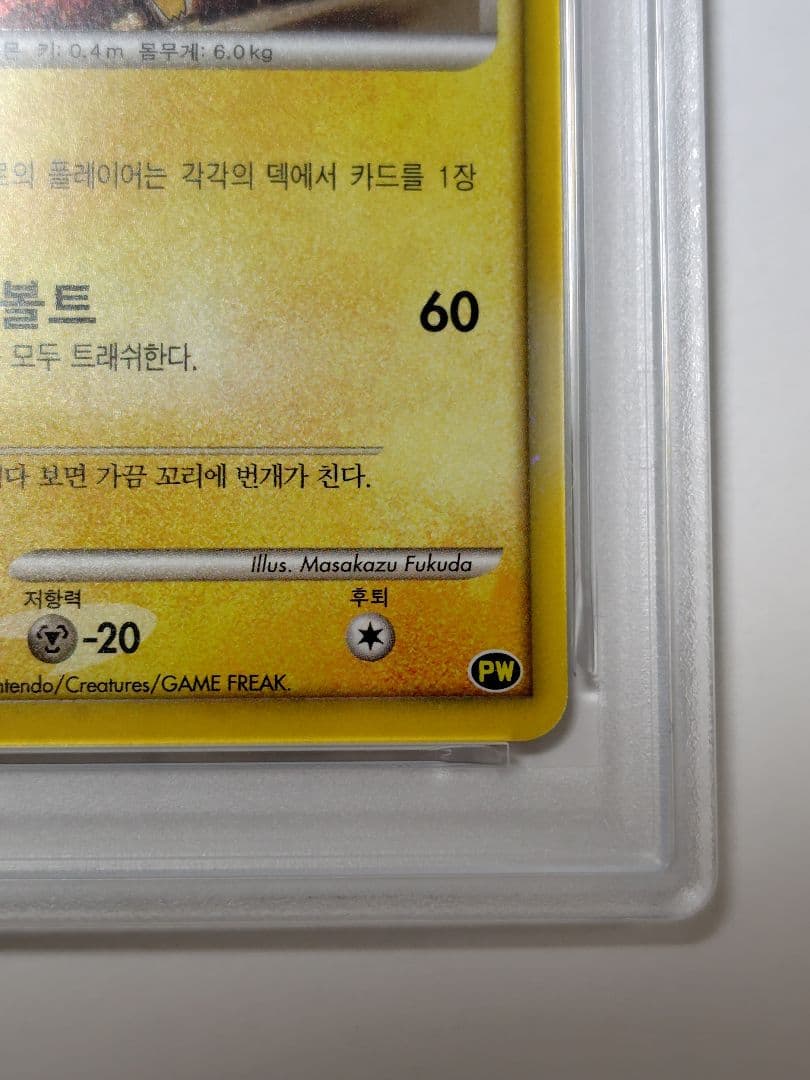 키: 0.4m 몸무게: 6.0kg
플레이어는 각각의 덱에서 카드를 1장
볼트 60
모두 트래쉬한다.
보면 가끔 꼬리에 번개가 친다.
Illus. Masakazu Fukuda
저항력 후퇴
-20
PW
ntendo/Creatures/GAME FREAK.